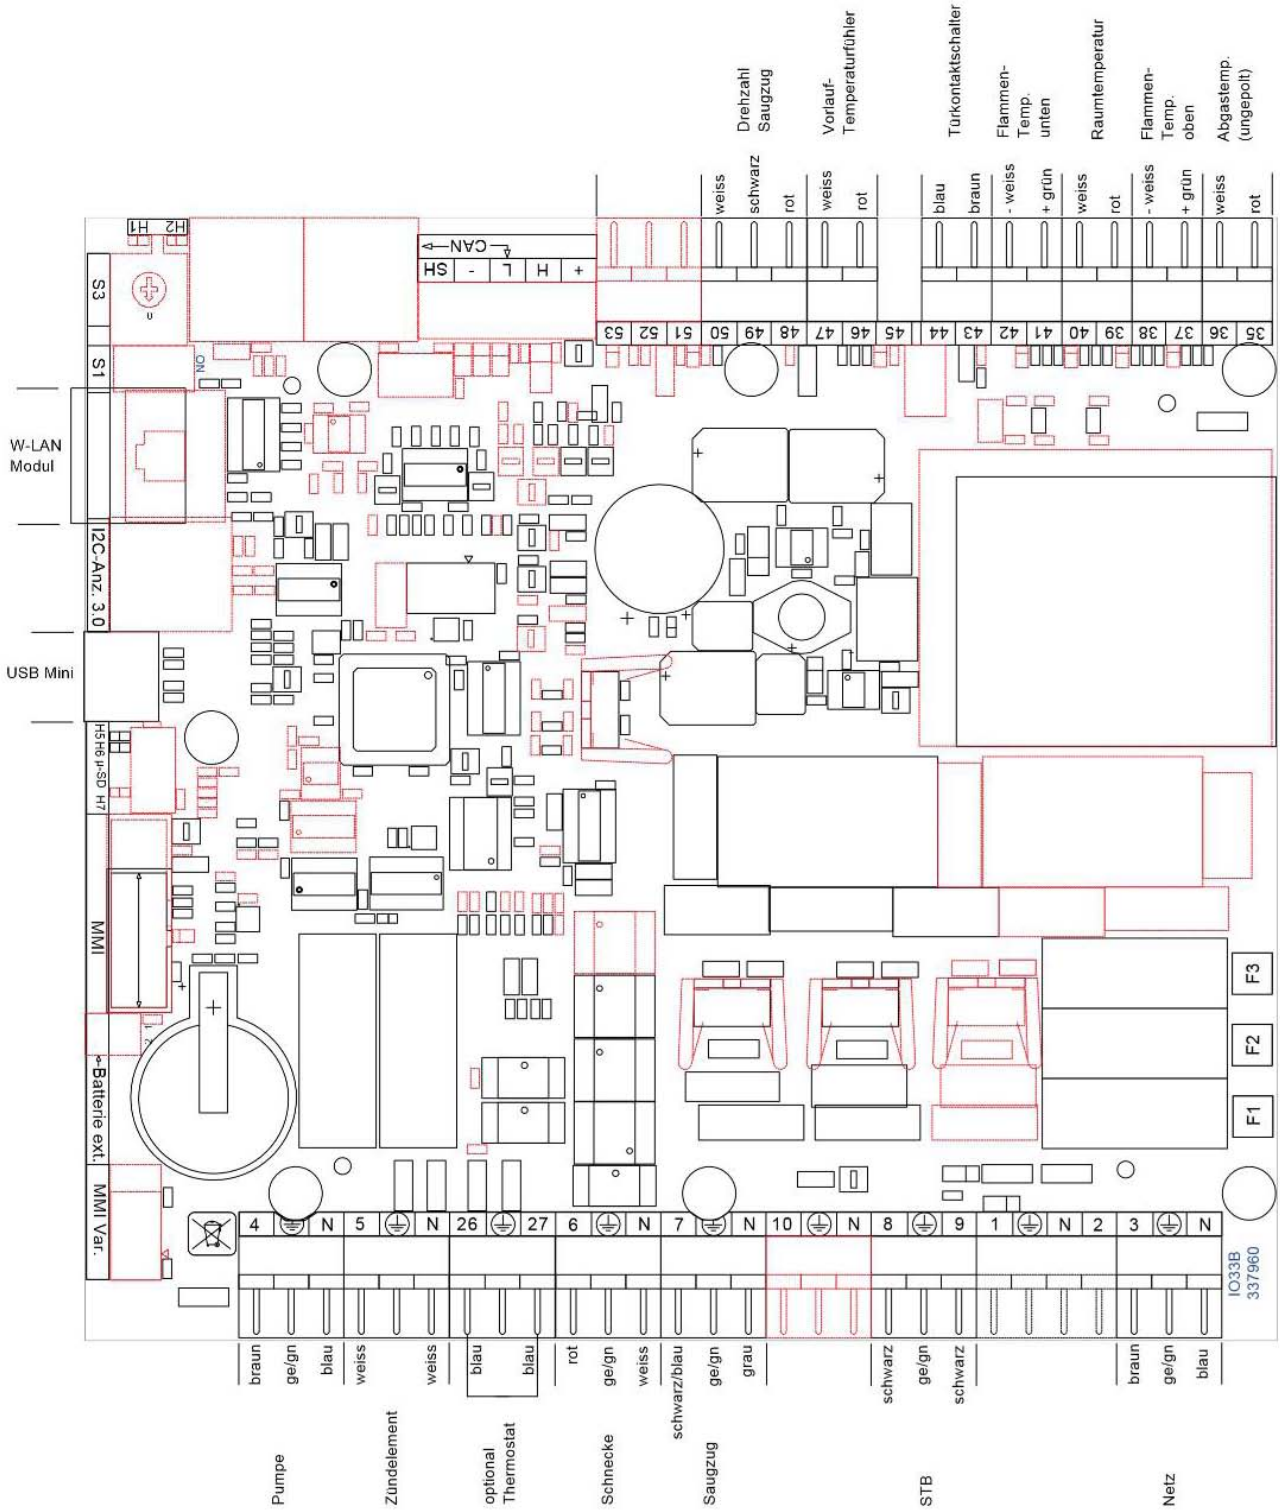 Drehzahl
Saugzug
Vorlauf-
Temperaturfühler
Türkontaktschalter
Flammen-
Temp.
unten
Raumtemperatur
Flammen-
Temp.
oben
Abgastemp.
(ungepolt)
weiss
schwarz
rot
weiss
rot
blau
braun
- weiss
+ grün
weiss
rot
- weiss
+ grün
weiss
rot
H1
H2
CAN
SH - L H +
53 52 51 50 49 48 47 46 45 44 43 42 41 40 39 38 37 36 35
S3
0
S1
ON
W-LAN
Modul
I2C-Anz. 3.0
USB Mini
H5 H6 µ-SD H7
MMI
Batterie ext.
MMI Var.
F3
F2
F1
4 N 5 N 26 27 6 N 7 N 10 N 8 9 1 N 2 3 N
IO33B
337960
braun
ge/gn
blau
weiss
weiss
blau
blau
rot
ge/gn
weiss
schwarz/blau
ge/gn
grau
schwarz
ge/gn
schwarz
braun
ge/gn
blau
Pumpe
Zündelement
optional
Thermostat
Schnecke
Saugzug
STB
Netz